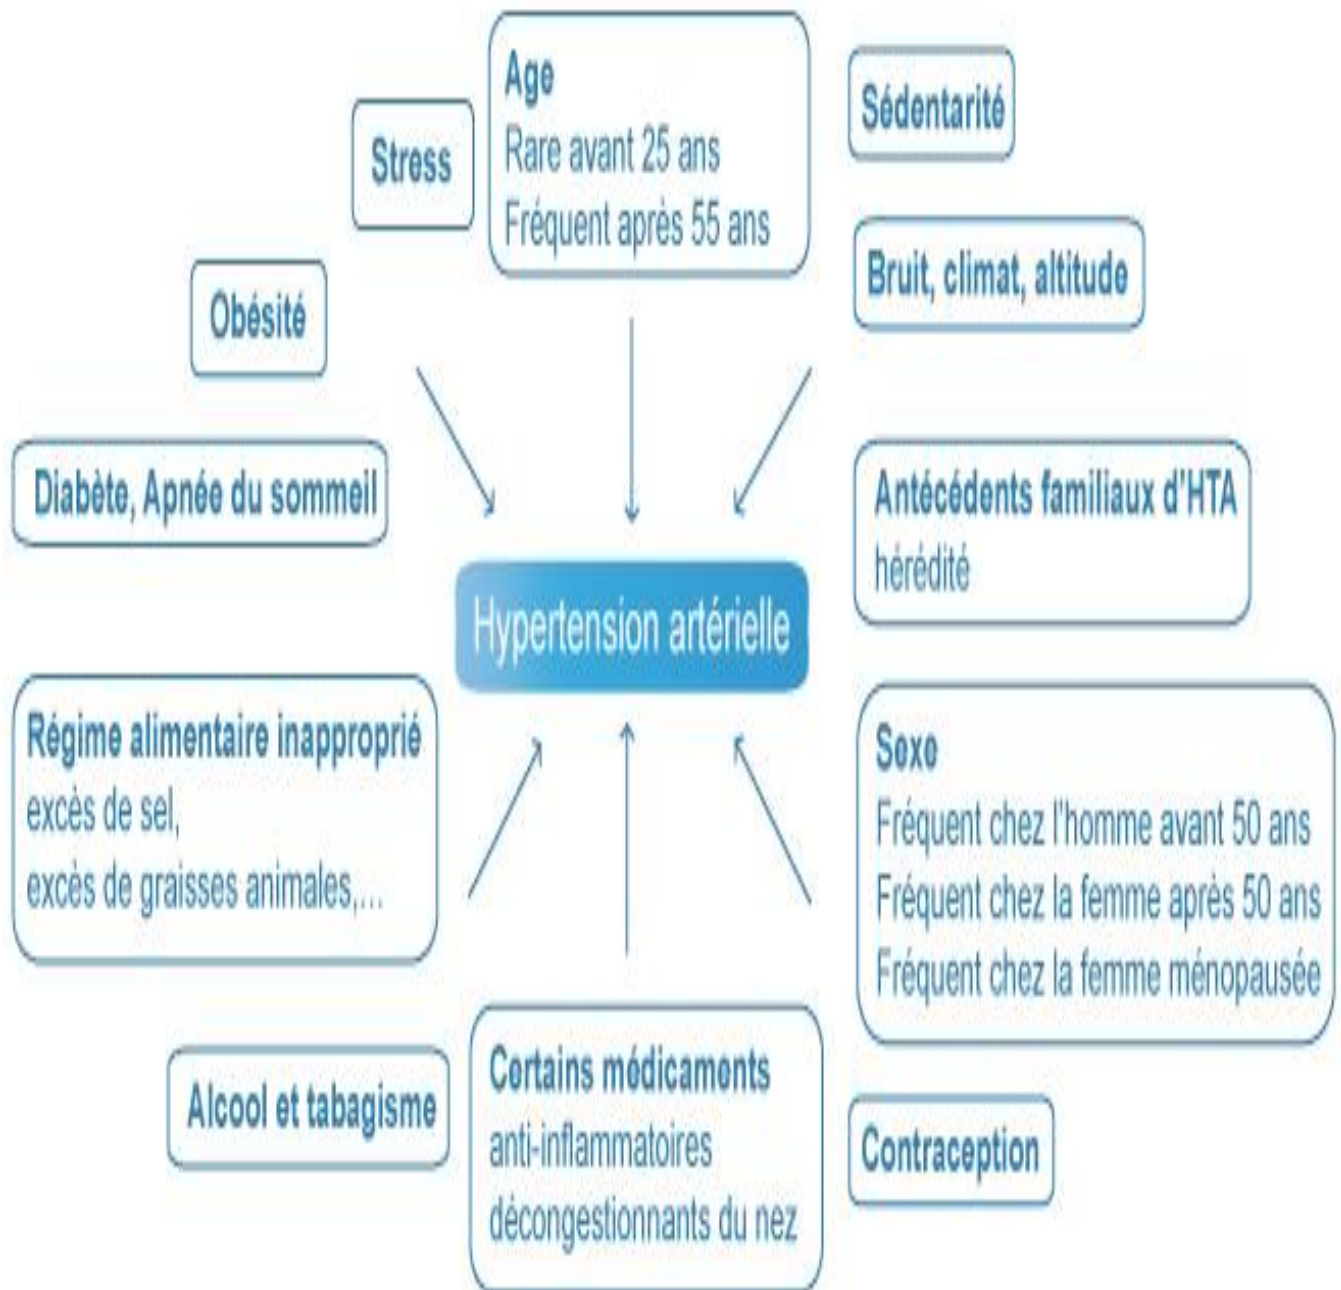 Age
Rare avant 25 ans
Fréquent après 55 ans
Stress
Sédentarité
Bruit, climat, altitude
Obésité
Diabète, Apnée du sommeil
Antécédents familiaux d'HTA
hérédité
Hypertension artérielle
Régime alimentaire inapproprié
excès de sel,
excès de graisses animales,...
Sexe
Fréquent chez l'homme avant 50 ans
Fréquent chez la femme après 50 ans
Fréquent chez la femme ménopausée
Alcool et tabagisme
Certains médicaments
anti-inflammatoires
décongestionnants du nez
Contraception